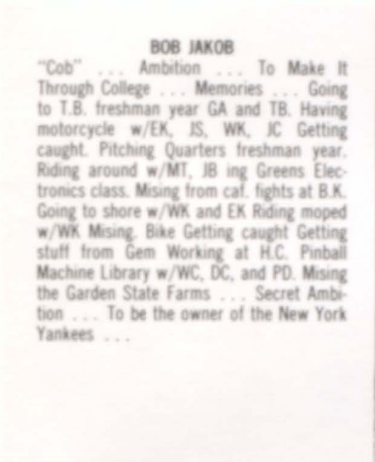 BOB JAKOB
"Cob" ... Ambition ... To Make It
Through College ... Memories ... Going
to T.B. freshman year GA and TB. Having
motorcycle w/EK, JS, WK, JC Getting
caught. Pitching Quarters freshman year.
Riding around w/MT, JB ing Greens Elec-
tronics class. Mising from caf. fights at B.K.
Going to shore w/WK and EK Riding moped
w/WK Mising. Bike Getting caught Getting
stuff from Gem Working at H.C. Pinball
Machine Library w/WC, DC, and PD. Mising
the Garden State Farms ... Secret Ambi-
tion ... To be the owner of the New York
Yankees ...